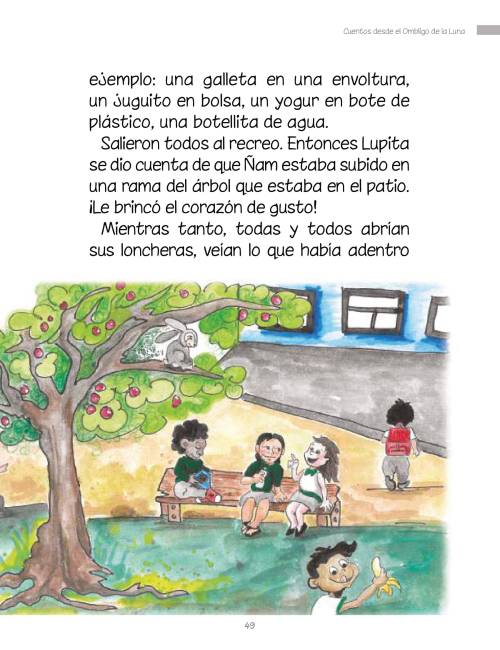 Cuentos desde el Ombligo de la Luna
ejemplo: una galleta en una envoltura,
un juguito en bolsa, un yogur en bote de
plástico, una botellita de agua.
Salieron todos al recreo. Entonces Lupita
se dio cuenta de que Ñam estaba subido en
una rama del árbol que estaba en el patio.
¡Le brincó el corazón de gusto!
Mientras tanto, todas y todos abrían
sus loncheras, veían lo que había adentro
49